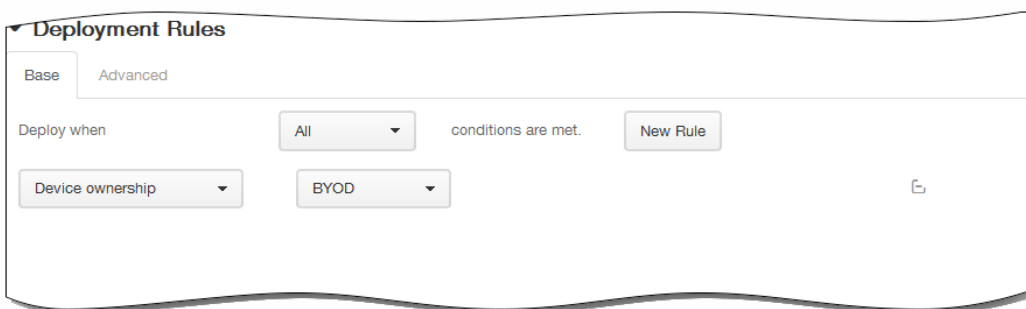 Deployment Rules
Base Advanced
Deploy when All conditions are met. New Rule
Device ownership BYOD